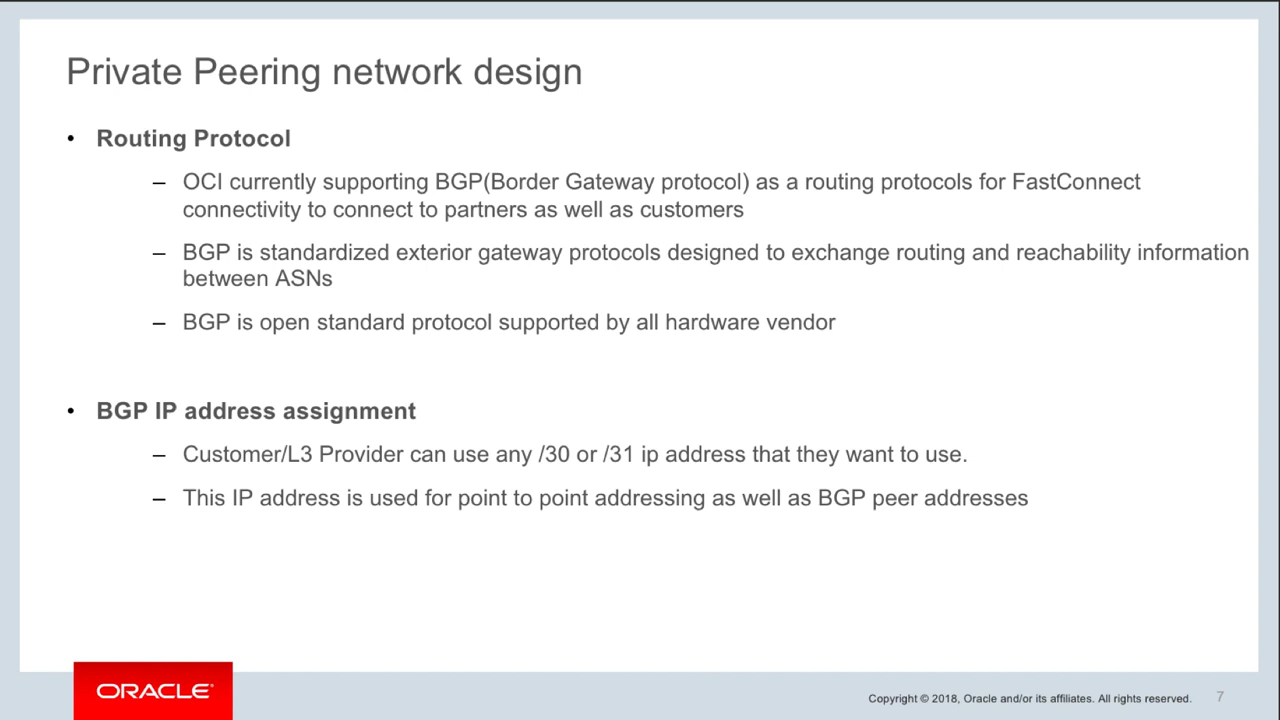 Private Peering network design
• Routing Protocol
– OCI currently supporting BGP(Border Gateway protocol) as a routing protocols for FastConnect
connectivity to connect to partners as well as customers
– BGP is standardized exterior gateway protocols designed to exchange routing and reachability information
between ASNs
– BGP is open standard protocol supported by all hardware vendor
• BGP IP address assignment
– Customer/L3 Provider can use any /30 or /31 ip address that they want to use.
– This IP address is used for point to point addressing as well as BGP peer addresses
ORACLE®
Copyright © 2018, Oracle and/or its affiliates. All rights reserved. 7